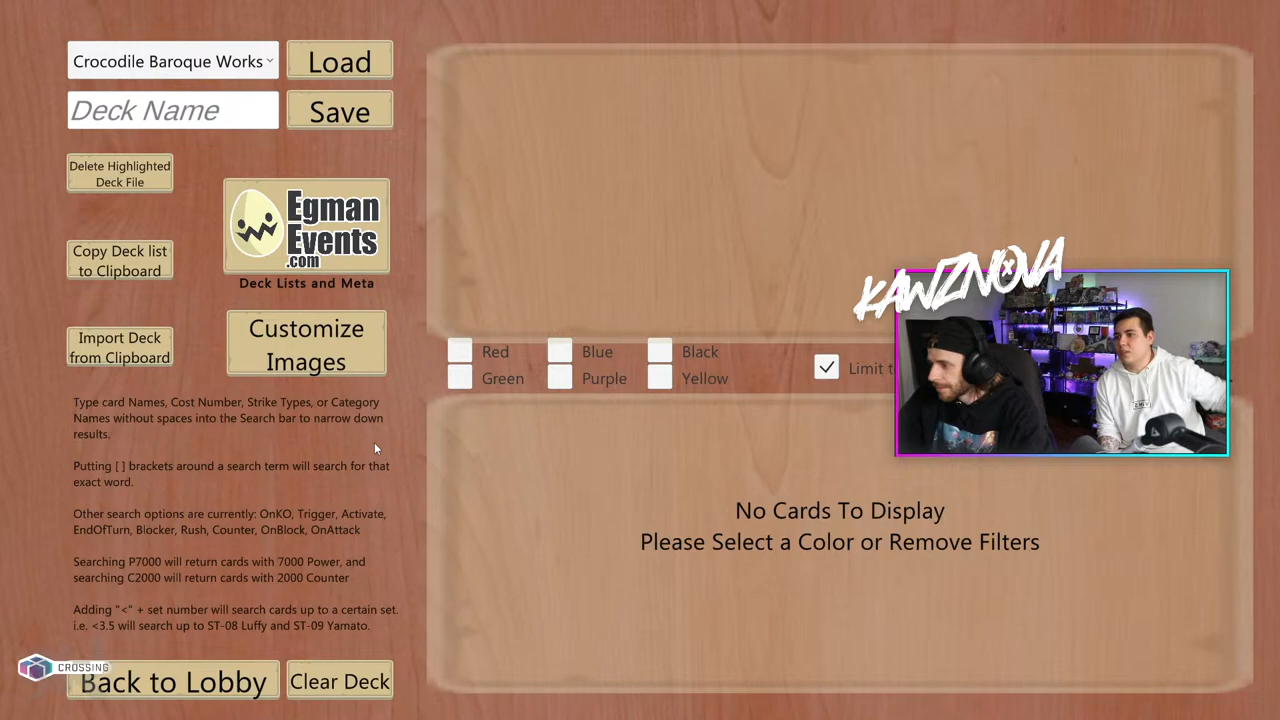 Crocodile Baroque Works
Load
Deck Name
Save
Delete Highlighted
Deck File
Egman
Events
.com
Deck Lists and Meta
Copy Deck list
to Clipboard
Import Deck
from Clipboard
Customize
Images
Type card Names, Cost Number, Strike Types, or Category
Names without spaces into the Search bar to narrow down
results.
Putting [ ] brackets around a search term will search for that
exact word.
Other search options are currently: OnKO, Trigger, Activate,
EndOfTurn, Blocker, Rush, Counter, OnBlock, OnAttack
Searching P7000 will return cards with 7000 Power, and
searching C2000 will return cards with 2000 Counter
Adding "<" + set number will search cards up to a certain set.
i.e. <3.5 will search up to ST-08 Luffy and ST-09 Yamato.
CROSSING
Back to Lobby
Clear Deck
Red
Blue
Black
Green
Purple
Yellow
Limit t
KAWZNOVA
No Cards To Display
Please Select a Color or Remove Filters